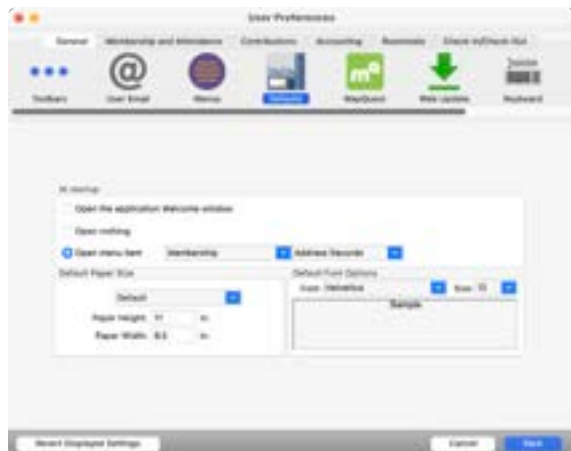 User Preferences
General Membership and Attendance Contributions Accounting Reminders Check In/Check Out
Toolbars User Email Menus Defaults MapQuest Web Update Keyboard
At startup
Open the application Welcome window
Open nothing
Open menu item Membership Address Records
Default Paper Size Default Font Options
Default Font Helvetica Size 12
Sample
Paper Height 11 in
Paper Width 8.5 in
Revert Displayed Settings Cancel Save